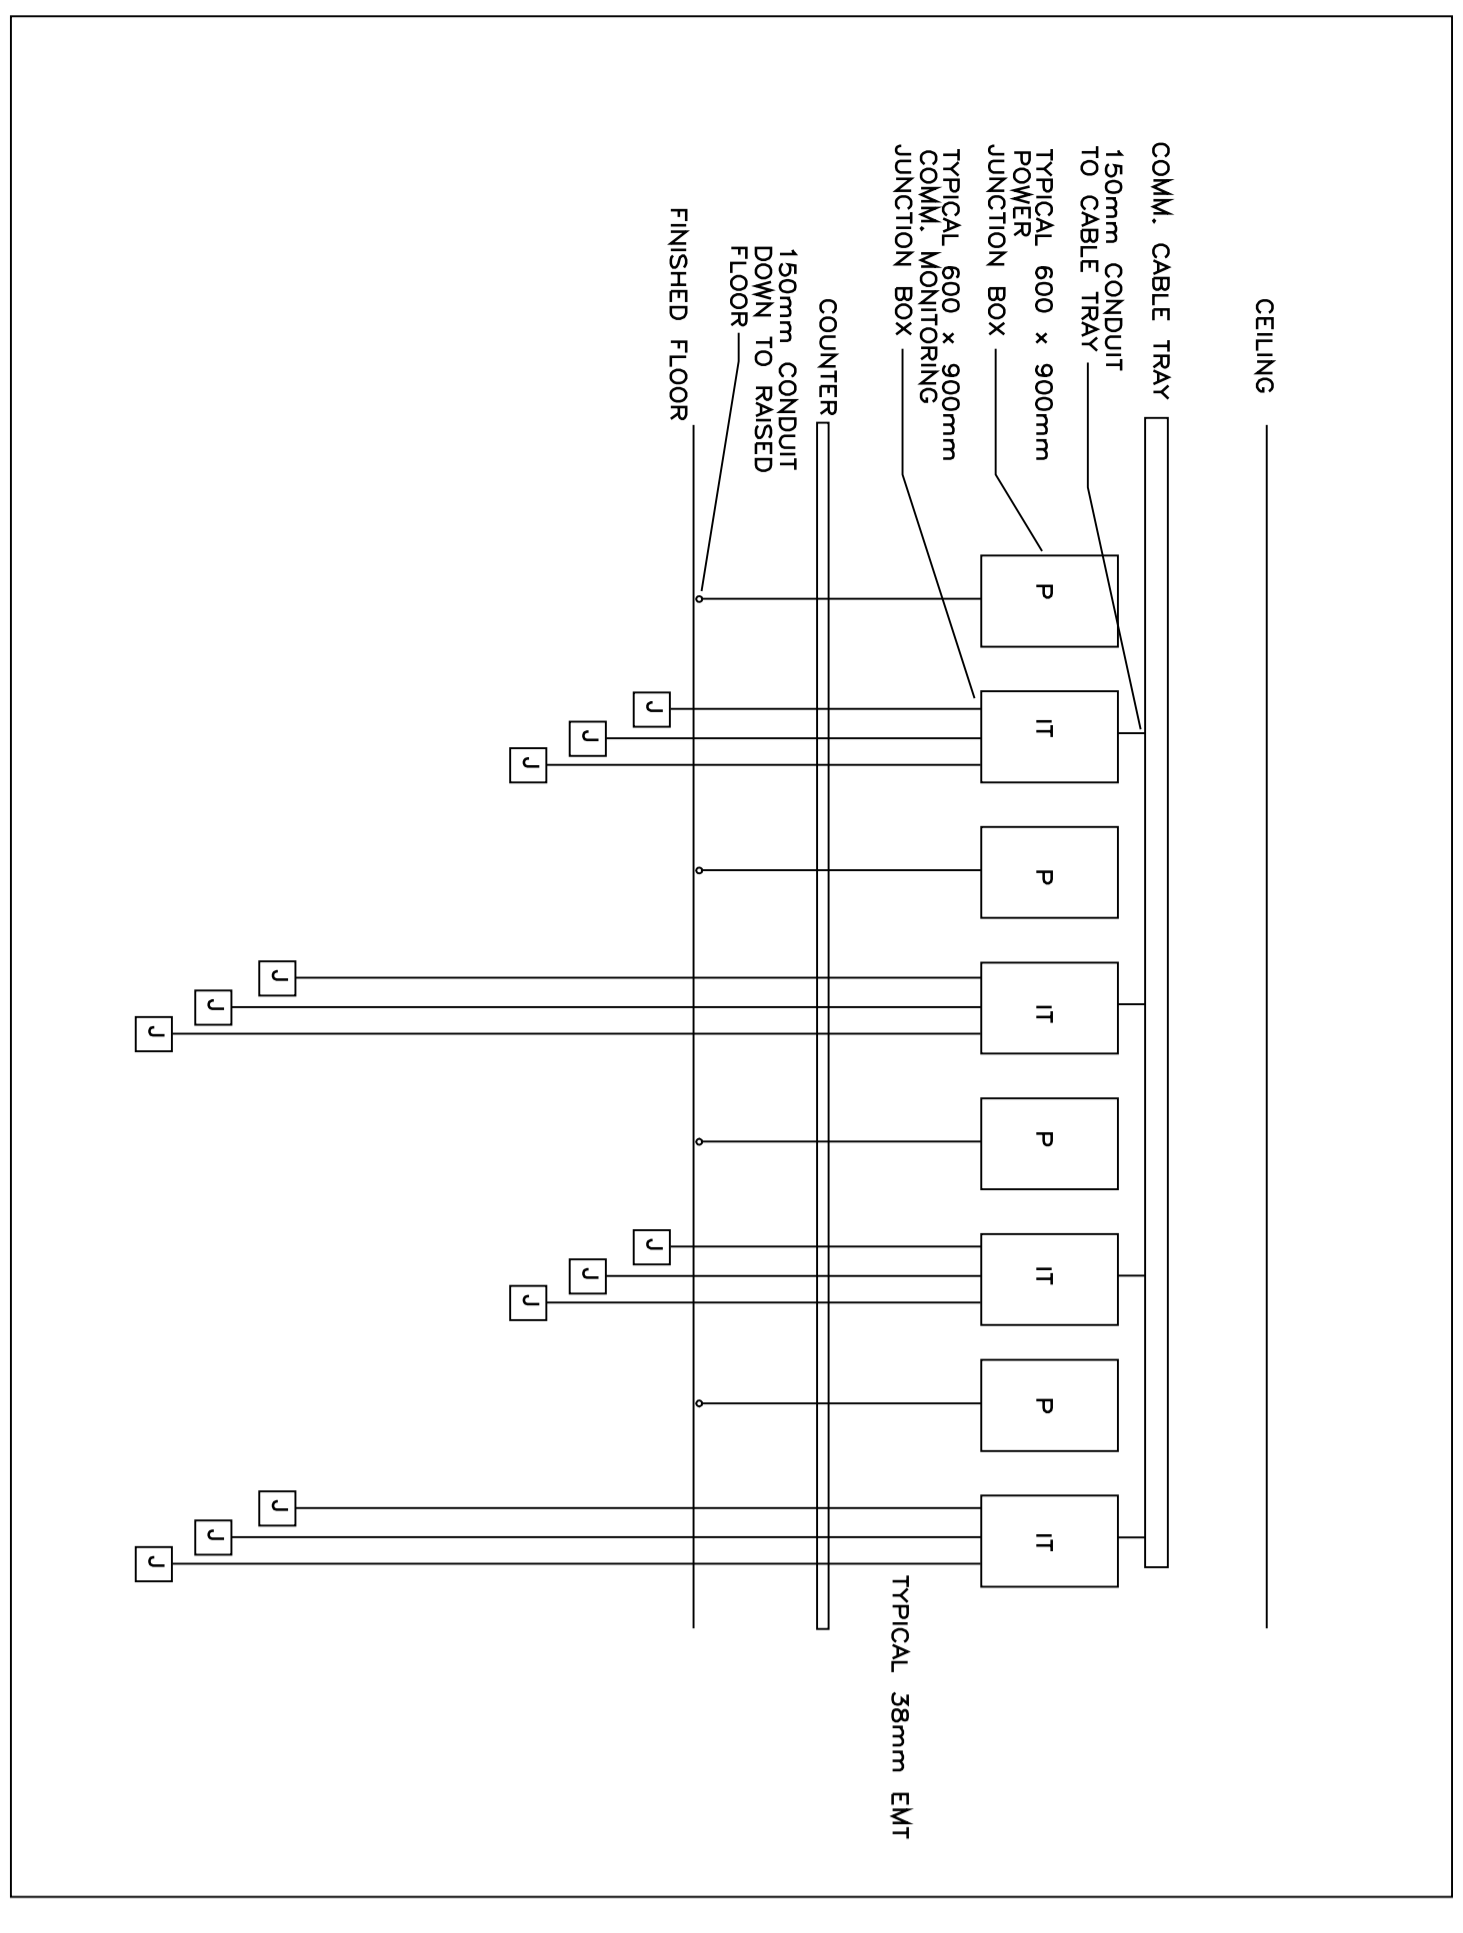 CEILING
COMM. CABLE TRAY
150mm CONDUIT
TO CABLE TRAY
TYPICAL 600 x 900mm
POWER
JUNCTION BOX
TYPICAL 600 x 900mm
COMM. MONITORING
JUNCTION BOX
P
IT
P
IT
P
IT
P
IT
TYPICAL 38mm EMT
COUNTER
150mm CONDUIT
DOWN TO RAISED
FLOOR
FINISHED FLOOR
J
J
J
J
J
J
J
J
J
J
J
J